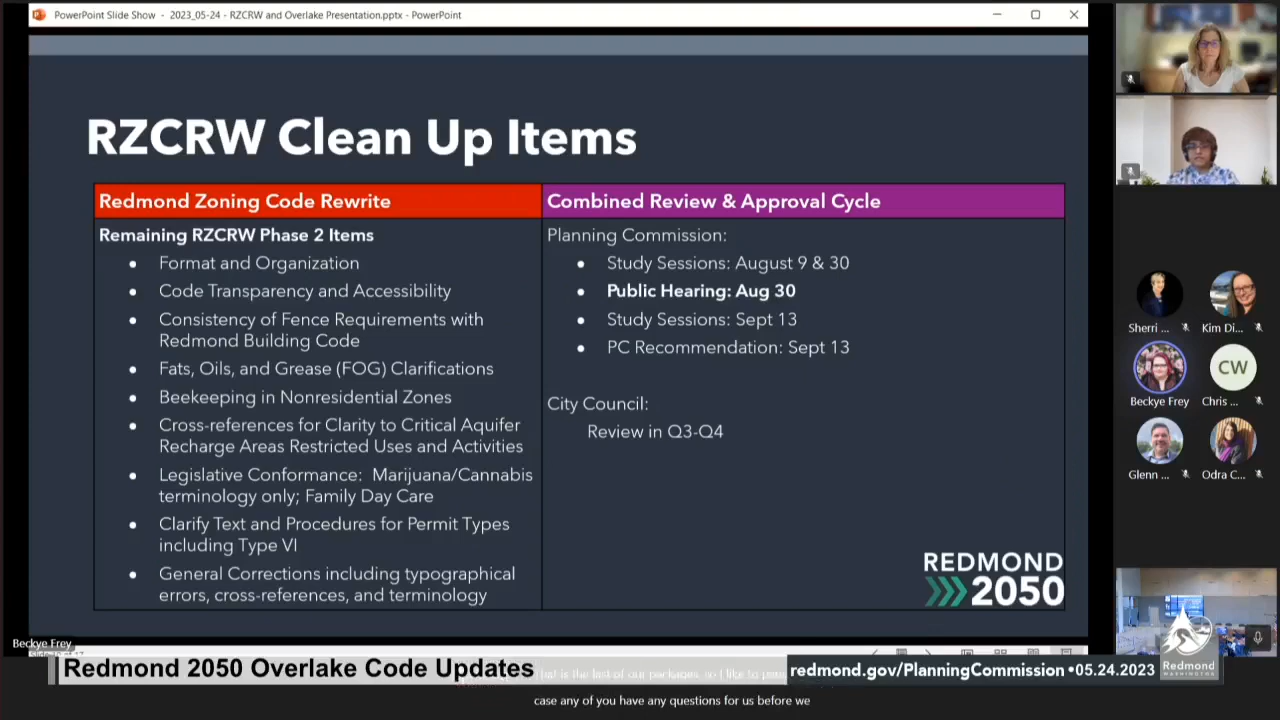 PowerPoint Slide Show - 2023_05-24 - RZCRW and Overlake Presentation.pptx - PowerPoint
RZCRW Clean Up Items
Redmond Zoning Code Rewrite
Remaining RZCRW Phase 2 Items
• Format and Organization
• Code Transparency and Accessibility
• Consistency of Fence Requirements with
Redmond Building Code
• Fats, Oils, and Grease (FOG) Clarifications
• Beekeeping in Nonresidential Zones
• Cross-references for Clarity to Critical Aquifer
Recharge Areas Restricted Uses and Activities
• Legislative Conformance: Marijuana/Cannabis
terminology only; Family Day Care
• Clarify Text and Procedures for Permit Types
including Type VI
• General Corrections including typographical
errors, cross-references, and terminology
Combined Review & Approval Cycle
Planning Commission:
• Study Sessions: August 9 & 30
• Public Hearing: Aug 30
• Study Sessions: Sept 13
• PC Recommendation: Sept 13
City Council:
Review in Q3-Q4
REDMOND
2050
Sherri ...
Kim Di...
CW
Beckye Frey
Chris ...
Glenn ...
Odra C...
Beckye Frey
Redmond 2050 Overlake Code Updates
redmond.gov/PlanningCommission •05.24.2023
Redmond
WASHINGTON
case any of you have any questions for us before we